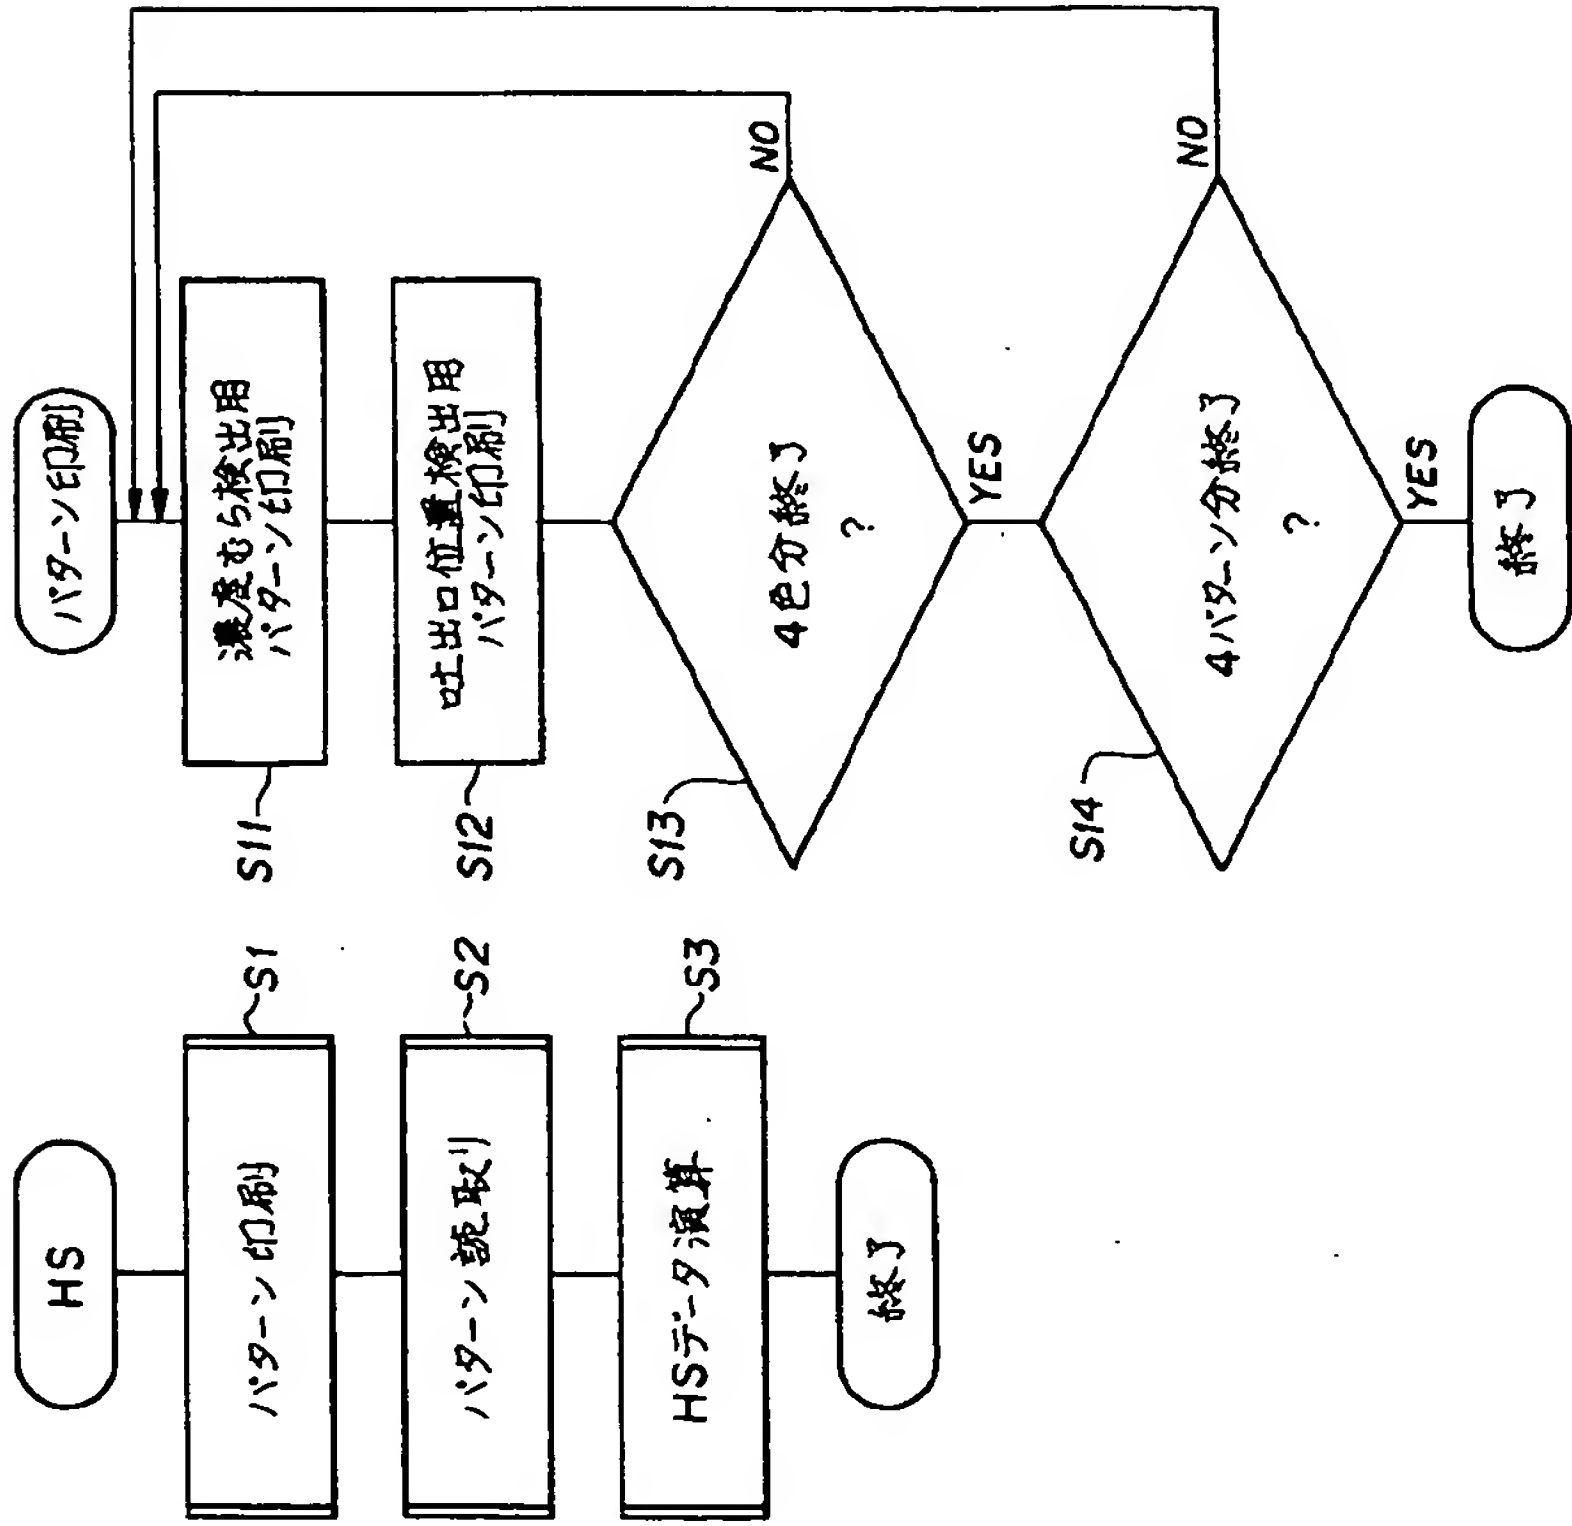 HS
パターン印刷
S1
パターン読取り
S2
HSデータ演算
S3
終了
パターン印刷
濃度むら検出用
パターン印刷
S11
吐出口位置検出用
パターン印刷
S12
4色分終了
?
S13
NO
YES
4パターン分終了
?
S14
NO
YES
終了